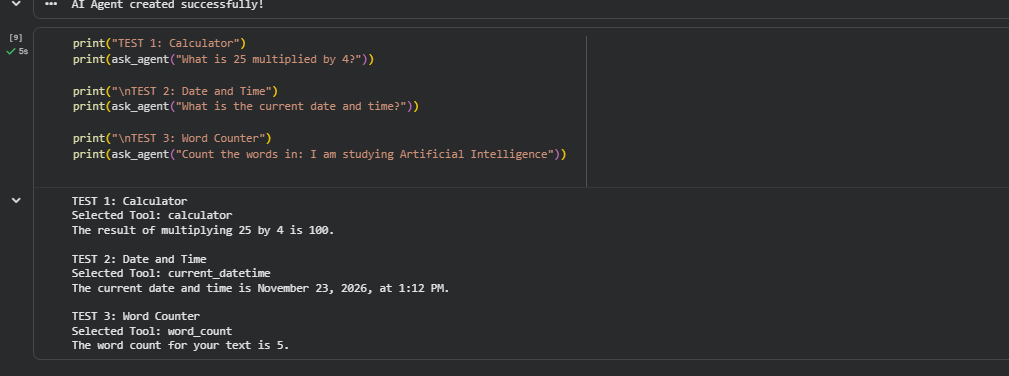 AI Agent created successfully!
[9]
5s
print("TEST 1: Calculator")
print(ask_agent("What is 25 multiplied by 4?"))
print("\nTEST 2: Date and Time")
print(ask_agent("What is the current date and time?"))
print("\nTEST 3: Word Counter")
print(ask_agent("Count the words in: I am studying Artificial Intelligence"))
TEST 1: Calculator
Selected Tool: calculator
The result of multiplying 25 by 4 is 100.
TEST 2: Date and Time
Selected Tool: current_datetime
The current date and time is November 23, 2026, at 1:12 PM.
TEST 3: Word Counter
Selected Tool: word_count
The word count for your text is 5.